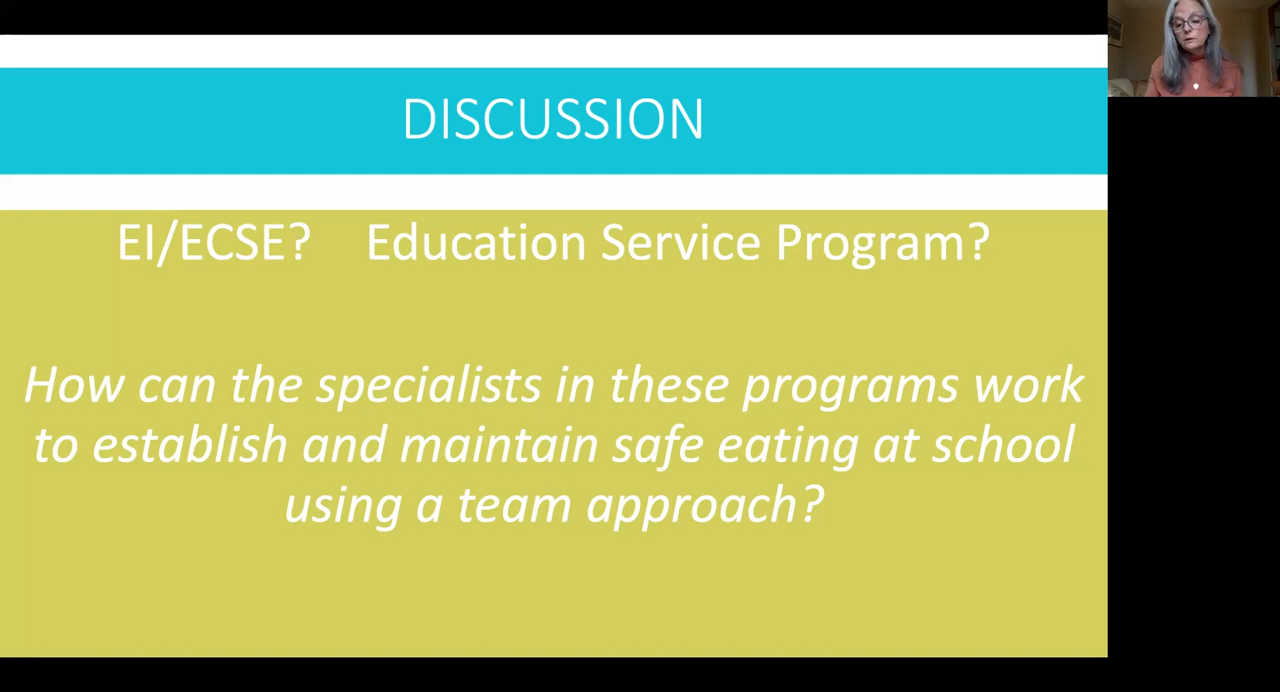 DISCUSSION
EI/ECSE? Education Service Program?
How can the specialists in these programs work
to establish and maintain safe eating at school
using a team approach?